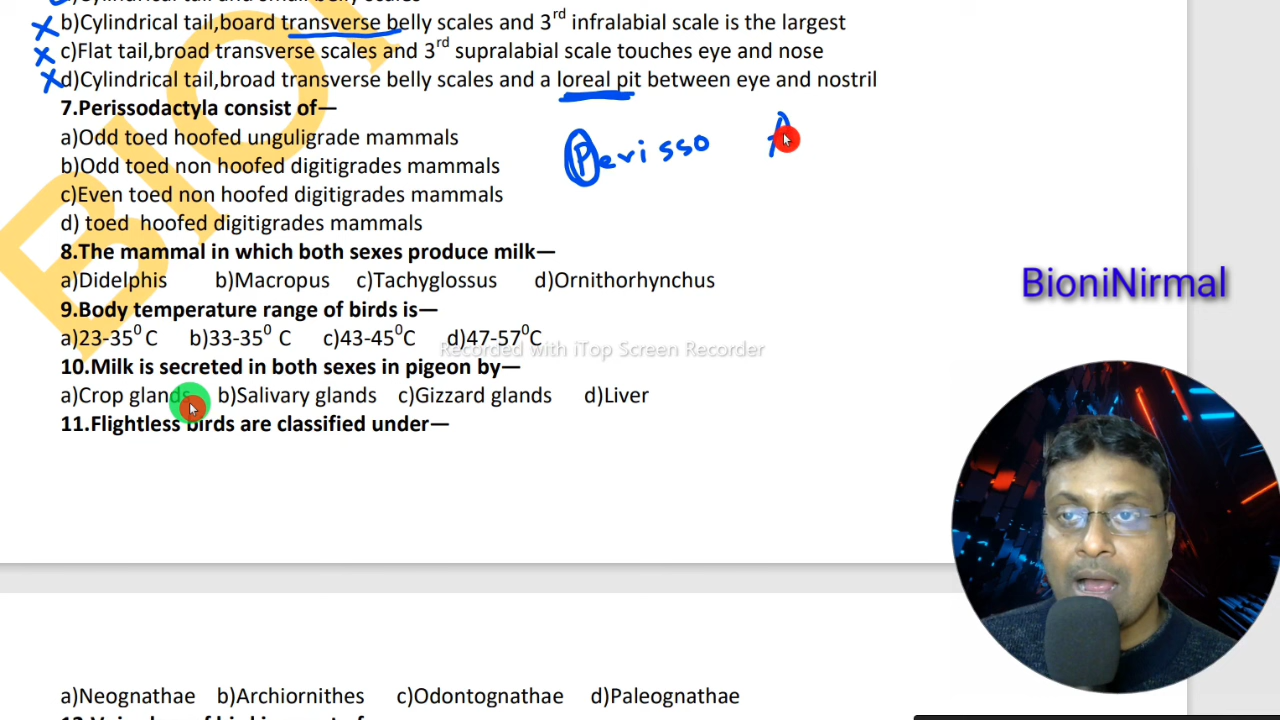 b)Cylindrical tail,board transverse belly scales and 3rd infralabial scale is the largest
c)Flat tail,broad transverse scales and 3rd supralabial scale touches eye and nose
d)Cylindrical tail,broad transverse belly scales and a loreal pit between eye and nostril
7.Perissodactyla consist of—
a)Odd toed hoofed unguligrade mammals
b)Odd toed non hoofed digitigrades mammals
Perisso A
c)Even toed non hoofed digitigrades mammals
d) toed hoofed digitigrades mammals
8.The mammal in which both sexes produce milk—
a)Didelphis b)Macropus c)Tachyglossus d)Ornithorhynchus
BioniNirmal
9.Body temperature range of birds is—
a)23-35⁰ C b)33-35⁰ C c)43-45⁰C d)47-57⁰C
Recorded with iTop Screen Recorder
10.Milk is secreted in both sexes in pigeon by—
a)Crop glands b)Salivary glands c)Gizzard glands d)Liver
11.Flightless birds are classified under—
a)Neognathae b)Archiornithes c)Odontognathae d)Paleognathae